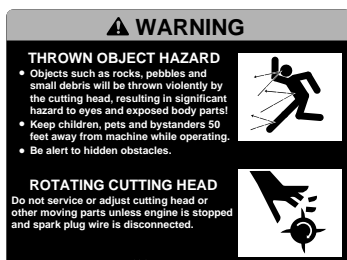 WARNING
THROWN OBJECT HAZARD
• Objects such as rocks, pebbles and
small debris will be thrown violently by
the cutting head, resulting in significant
hazard to eyes and exposed body parts!
• Keep children, pets and bystanders 50
feet away from machine while operating.
• Be alert to hidden obstacles.
ROTATING CUTTING HEAD
Do not service or adjust cutting head or
other moving parts unless engine is stopped
and spark plug wire is disconnected.